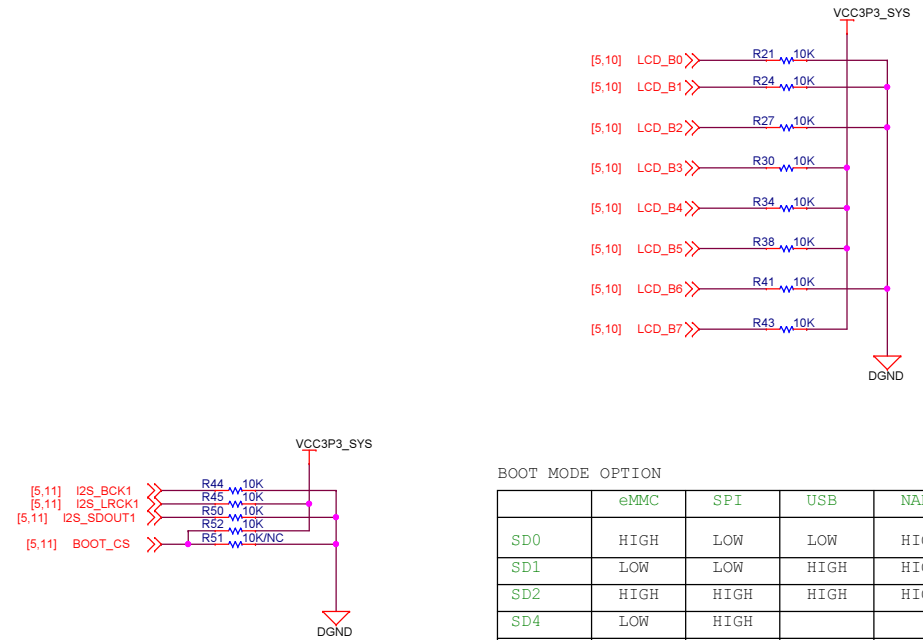 VCC3P3_SYS
[5,10] LCD_B0 R21 10K
[5,10] LCD_B1 R24 10K
[5,10] LCD_B2 R27 10K
[5,10] LCD_B3 R30 10K
[5,10] LCD_B4 R34 10K
[5,10] LCD_B5 R38 10K
[5,10] LCD_B6 R41 10K
[5,10] LCD_B7 R43 10K
DGND
VCC3P3_SYS
[5,11] I2S_BCK1 R44 10K
[5,11] I2S_LRCK1 R45 10K
[5,11] I2S_SDOUT1 R50 10K
R52 10K
[5,11] BOOT_CS R51 10K/NC
DGND
BOOT MODE OPTION
eMMC SPI USB
SD0 HIGH LOW LOW
SD1 LOW LOW HIGH
SD2 HIGH HIGH HIGH
SD4 LOW HIGH